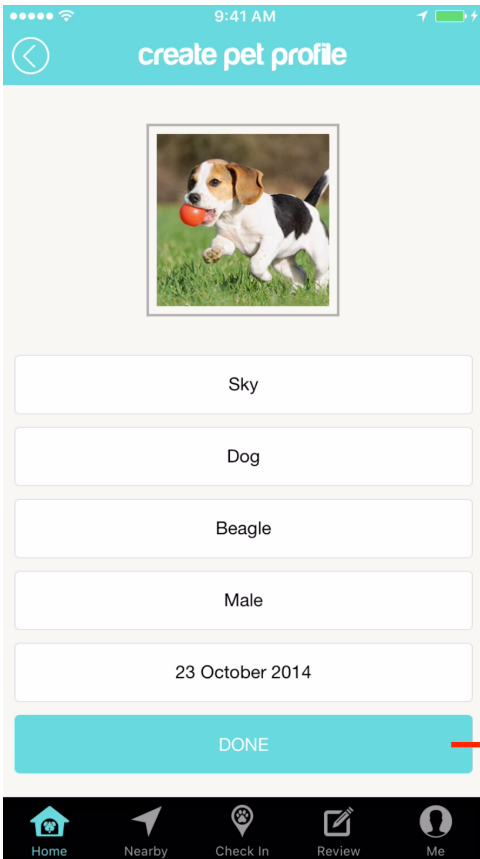 9:41 AM
create pet profile
Sky
Dog
Beagle
Male
23 October 2014
DONE
Home Nearby Check In Review Me